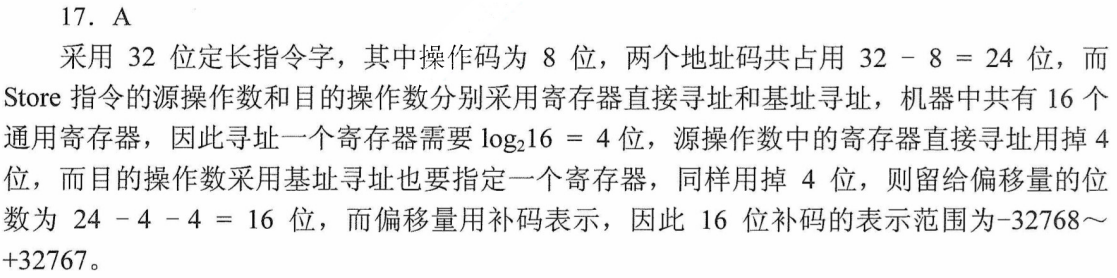 17. A
采用 32 位定长指令字，其中操作码为 8 位，两个地址码共占用 32 - 8 = 24 位，而
Store 指令的源操作数和目的操作数分别采用寄存器直接寻址和基址寻址，机器中共有 16 个
通用寄存器，因此寻址一个寄存器需要 log₂16 = 4 位，源操作数中的寄存器直接寻址用掉 4
位，而目的操作数采用基址寻址也要指定一个寄存器，同样用掉 4 位，则留给偏移量的位
数为 24 - 4 - 4 = 16 位，而偏移量用补码表示，因此 16 位补码的表示范围为-32768～
+32767。